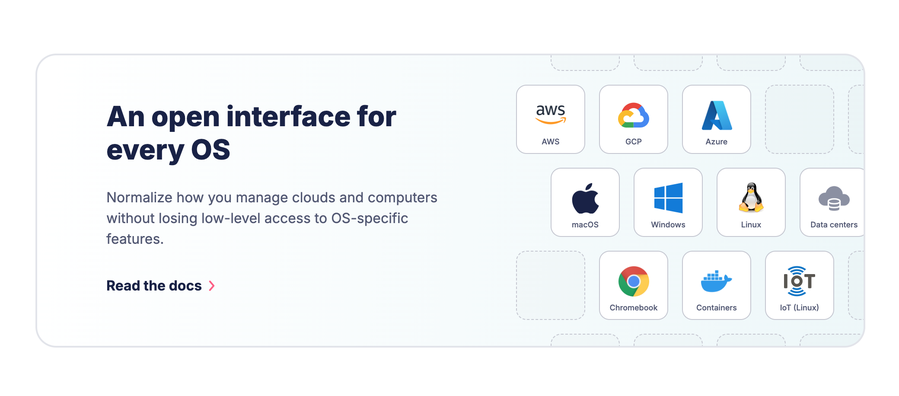 An open interface for
every OS
Normalize how you manage clouds and computers
without losing low-level access to OS-specific
features.
Read the docs
aws
AWS
GCP
Azure
macOS
Windows
Linux
Data centers
Chromebook
Containers
IoT
IoT (Linux)